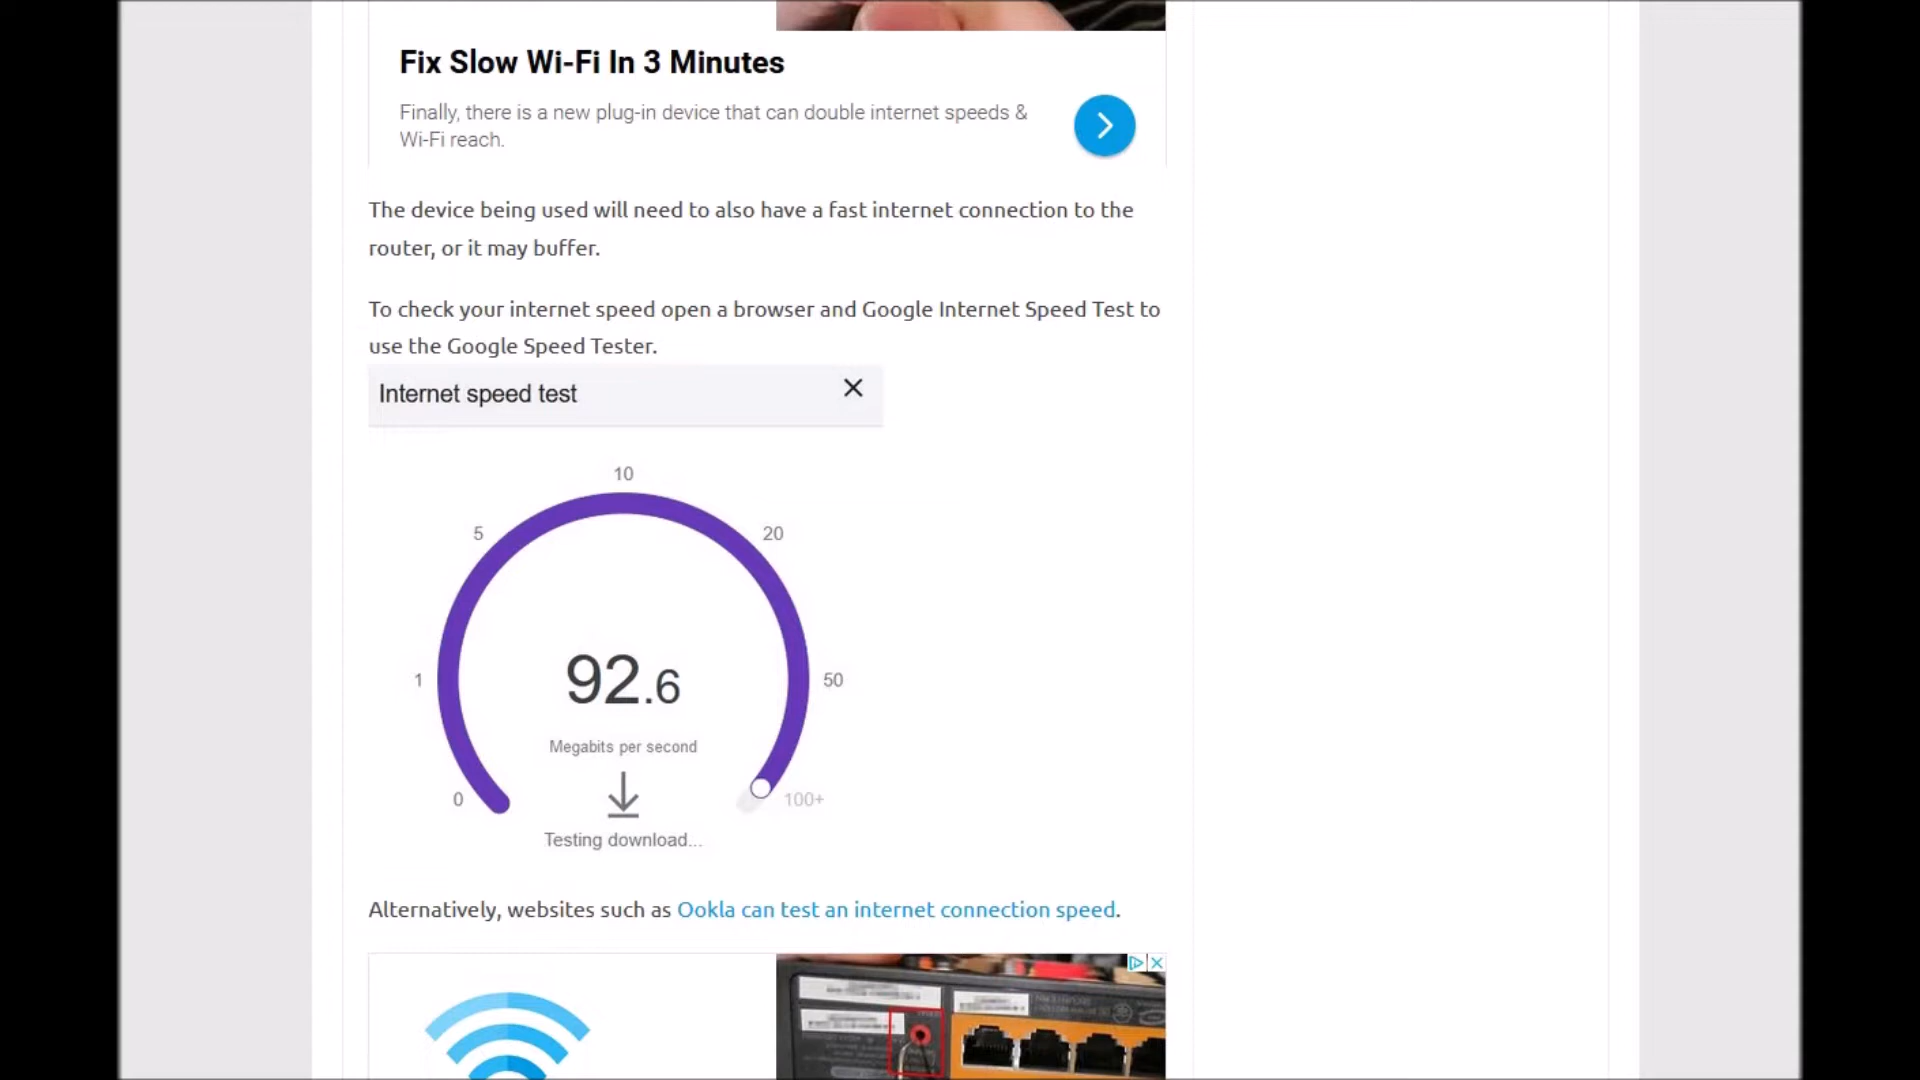 Fix Slow Wi-Fi In 3 Minutes
Finally, there is a new plug-in device that can double internet speeds &
Wi-Fi reach.
The device being used will need to also have a fast internet connection to the
router, or it may buffer.
To check your internet speed open a browser and Google Internet Speed Test to
use the Google Speed Tester.
Internet speed test
10
5
20
1
92.6
50
Megabits per second
0
100+
Testing download...
Alternatively, websites such as Ookla can test an internet connection speed.